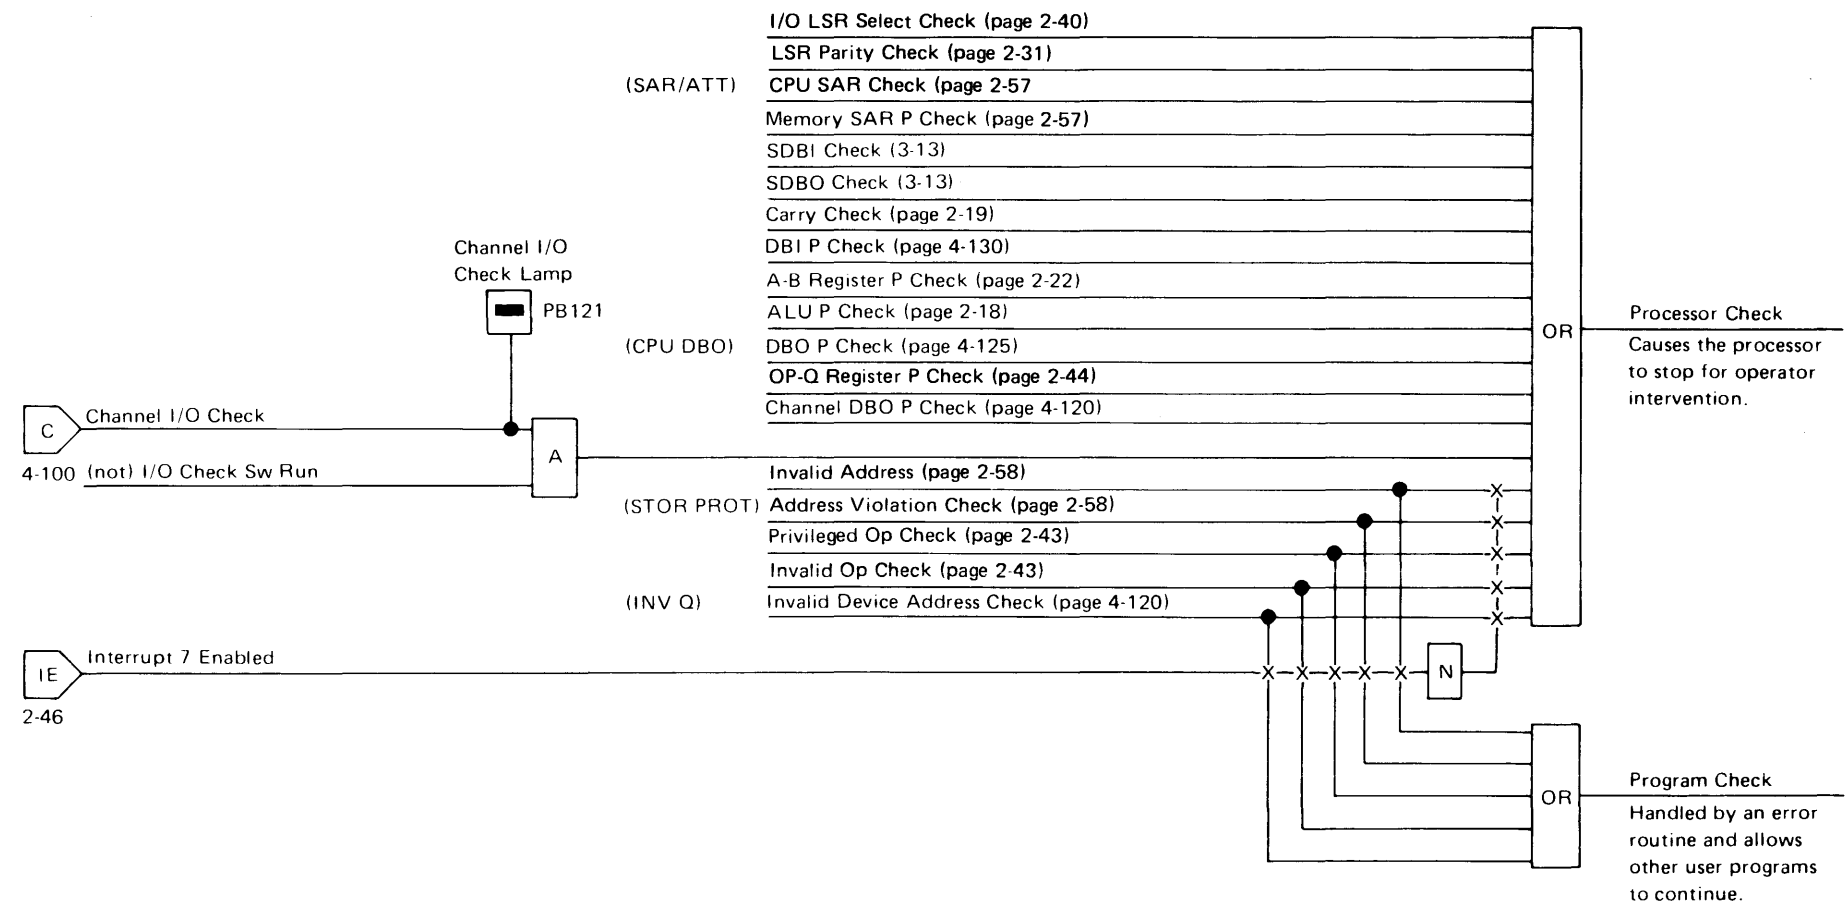 I/O LSR Select Check (page 2-40)
LSR Parity Check (page 2-31)
(SAR/ATT) CPU SAR Check (page 2-57
Memory SAR P Check (page 2-57)
SDBI Check (3-13)
SDBO Check (3-13)
Carry Check (page 2-19)
DBI P Check (page 4-130)
A-B Register P Check (page 2-22)
ALU P Check (page 2-18)
(CPU DBO) DBO P Check (page 4-125)
OP-Q Register P Check (page 2-44)
Channel DBO P Check (page 4-120)
Channel I/O
Check Lamp
PB121
C
Channel I/O Check
4-100 (not) I/O Check Sw Run
A
Invalid Address (page 2-58)
(STOR PROT) Address Violation Check (page 2-58)
Privileged Op Check (page 2-43)
Invalid Op Check (page 2-43)
(INV Q) Invalid Device Address Check (page 4-120)
OR
Processor Check
Causes the processor
to stop for operator
intervention.
IE
Interrupt 7 Enabled
2-46
N
OR
Program Check
Handled by an error
routine and allows
other user programs
to continue.